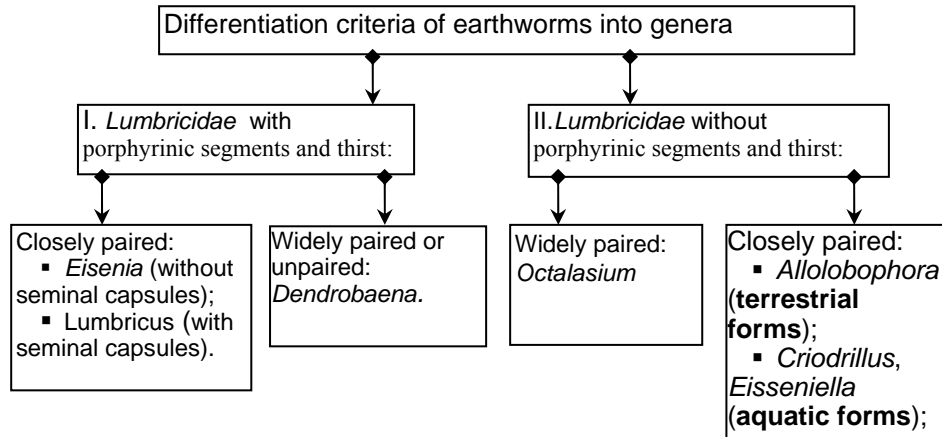 Differentiation criteria of earthworms into genera
I. Lumbricidae with
porphyrinic segments and thirst:
II.Lumbricidae without
porphyrinic segments and thirst:
Closely paired:
▪ Eisenia (without
seminal capsules);
▪ Lumbricus (with
seminal capsules).
Widely paired or
unpaired:
Dendrobaena.
Widely paired:
Octalasium
Closely paired:
▪ Allolobophora
(terrestrial
forms);
▪ Criodrillus,
Eisseniella
(aquatic forms);